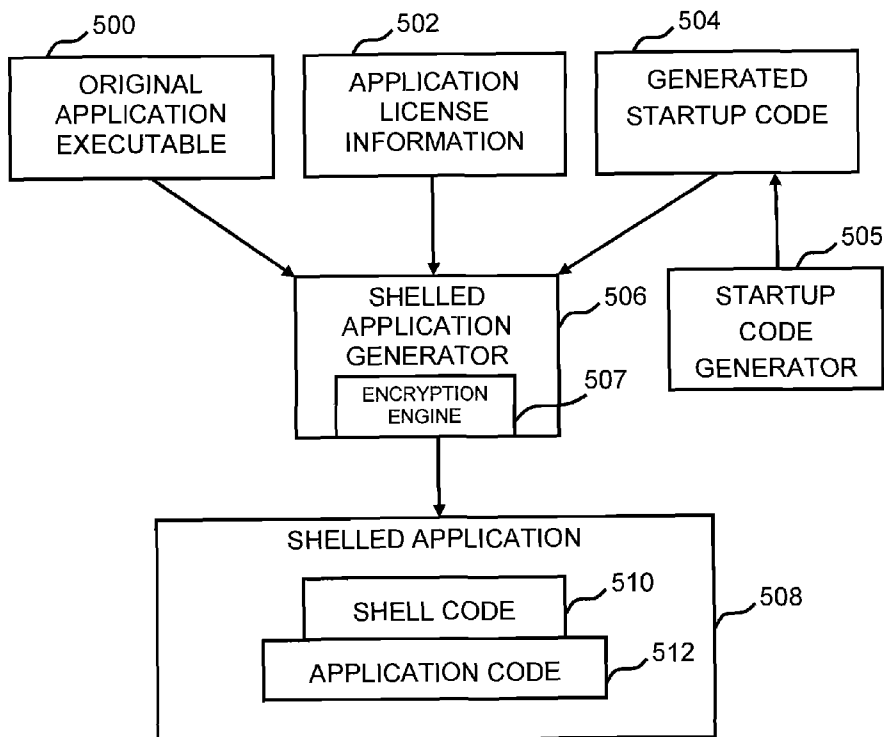 500
502
504
ORIGINAL
APPLICATION
EXECUTABLE
APPLICATION
LICENSE
INFORMATION
GENERATED
STARTUP CODE
505
STARTUP
CODE
GENERATOR
SHELLED
APPLICATION
GENERATOR
506
ENCRYPTION
ENGINE
507
SHELLED APPLICATION
SHELL CODE
510
508
APPLICATION CODE
512